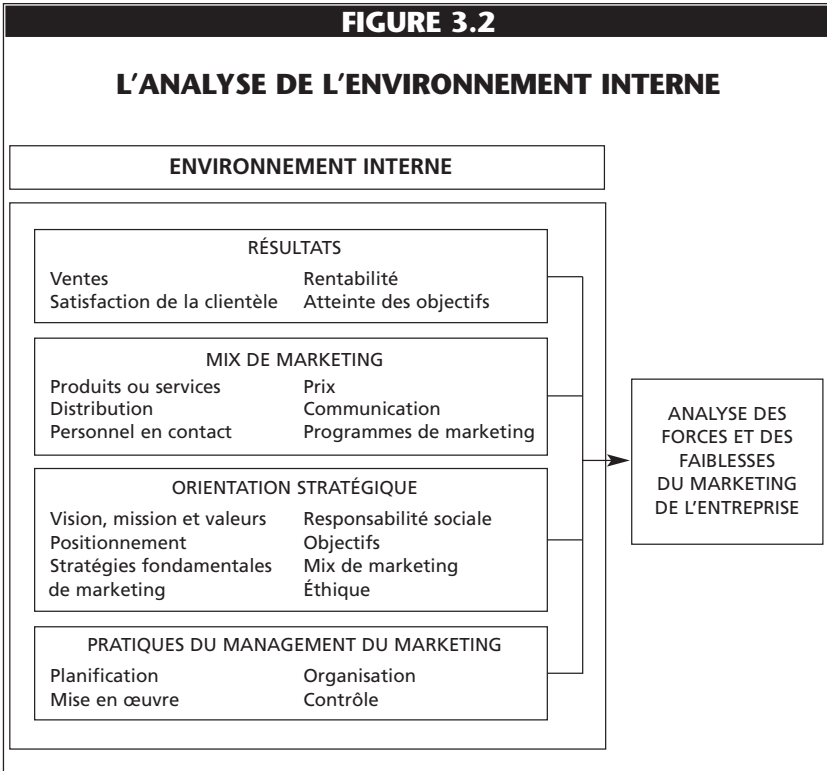 FIGURE 3.2
L'ANALYSE DE L'ENVIRONNEMENT INTERNE
ENVIRONNEMENT INTERNE
RÉSULTATS
Ventes Rentabilité
Satisfaction de la clientèle Atteinte des objectifs
MIX DE MARKETING
Produits ou services Prix
Distribution Communication
Personnel en contact Programmes de marketing
ORIENTATION STRATÉGIQUE
Vision, mission et valeurs Responsabilité sociale
Positionnement Objectifs
Stratégies fondamentales Mix de marketing
de marketing Éthique
PRATIQUES DU MANAGEMENT DU MARKETING
Planification Organisation
Mise en œuvre Contrôle
ANALYSE DES
FORCES ET DES
FAIBLESSES
DU MARKETING
DE L'ENTREPRISE